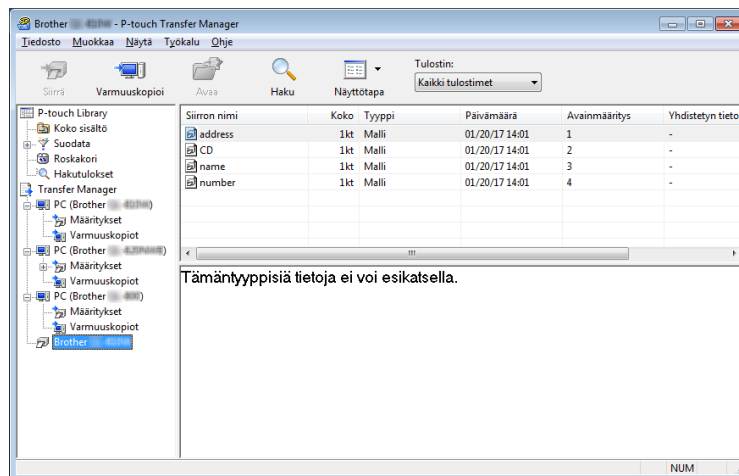 Brother - P-touch Transfer Manager
Tiedosto Muokkaa Näytä Työkalu Ohje
Siirrä Varmuuskopioi Avaa Haku Näyttötapa
Tulostin:
Kaikki tulostimet
P-touch Library
Koko sisältö
Suodata
Roskakori
Hakutulokset
Transfer Manager
PC (Brother )
Määritykset
Varmuuskopiot
PC (Brother )
Määritykset
Varmuuskopiot
PC (Brother )
Määritykset
Varmuuskopiot
Brother
Siirron nimi Koko Tyyppi Päivämäärä Avainmääritys Yhdistetyn tieto
address 1kt Malli 01/20/17 14:01 1 -
CD 1kt Malli 01/20/17 14:01 2 -
name 1kt Malli 01/20/17 14:01 3 -
number 1kt Malli 01/20/17 14:01 4 -
Tämäntyyppisiä tietoja ei voi esikatsella.
NUM